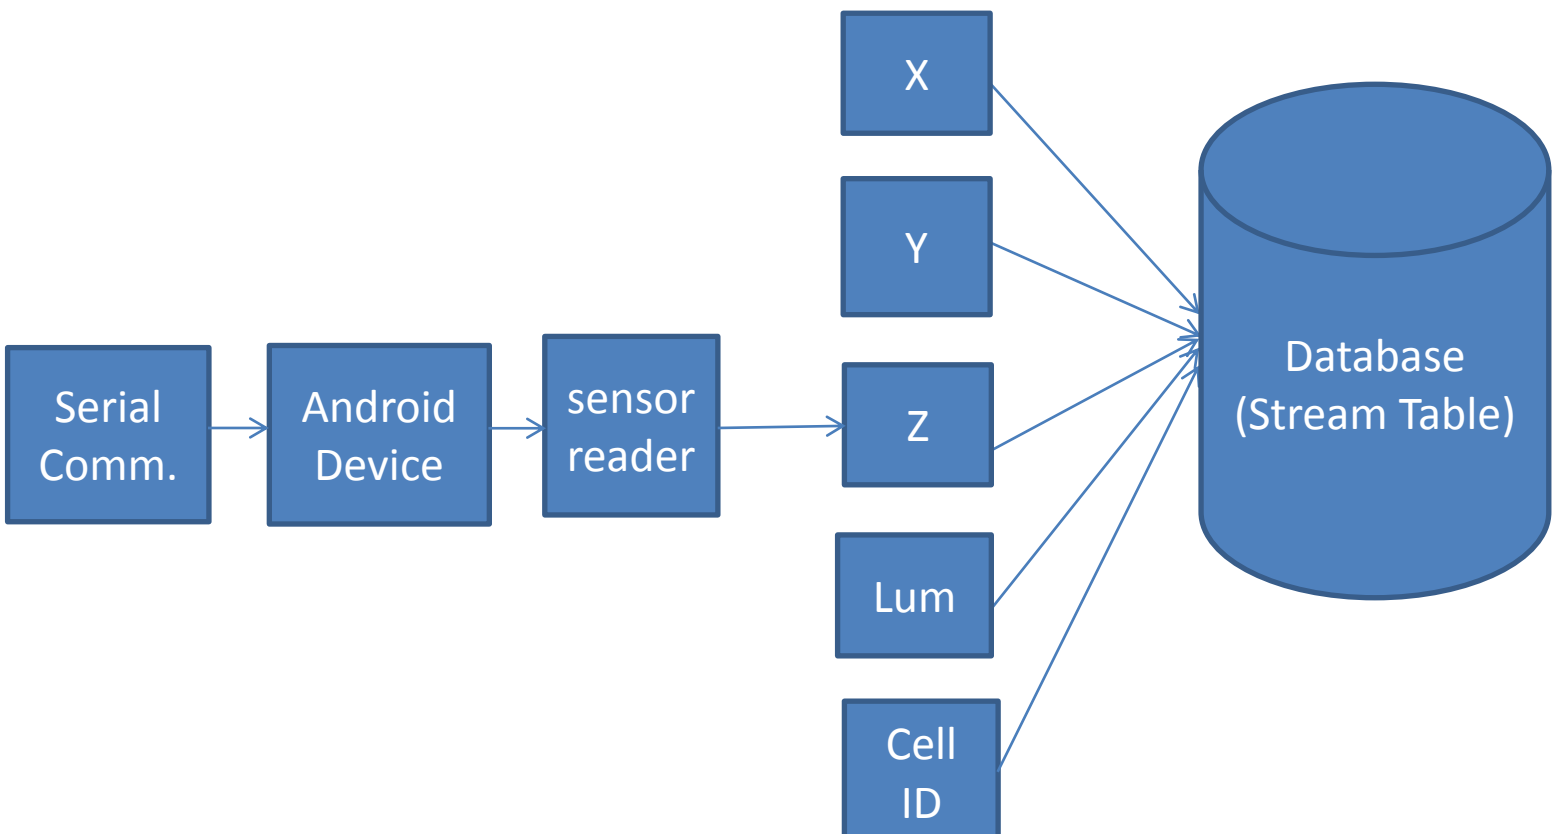 Serial
Comm.
Android
Device
sensor
reader
X
Y
Z
Lum
Cell
ID
Database
(Stream Table)